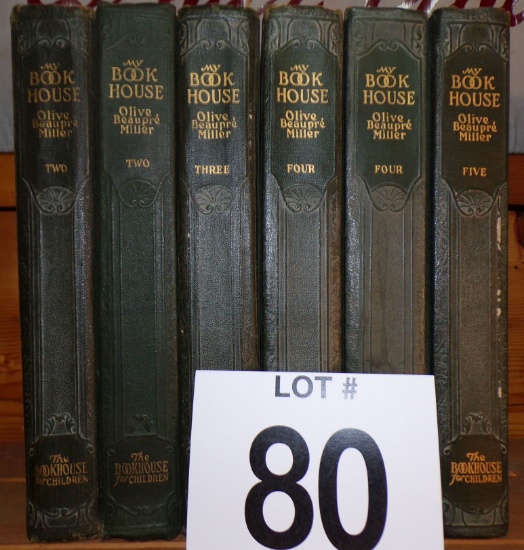 MY
BOOK
HOUSE
Olive
Beaupré
Miller
TWO
The
BOOKHOUSE
for CHILDREN
MY
BOOK
HOUSE
Olive
Beaupré
Miller
TWO
The
BOOKHOUSE
for CHILDREN
MY
BOOK
HOUSE
Olive
Beaupré
Miller
THREE
MY
BOOK
HOUSE
Olive
Beaupré
Miller
FOUR
MY
BOOK
HOUSE
Olive
Beaupré
Miller
FOUR
MY
BOOK
HOUSE
Olive
Beaupré
Miller
FIVE
The
BOOKHOUSE
for CHILDREN
LOT #
80